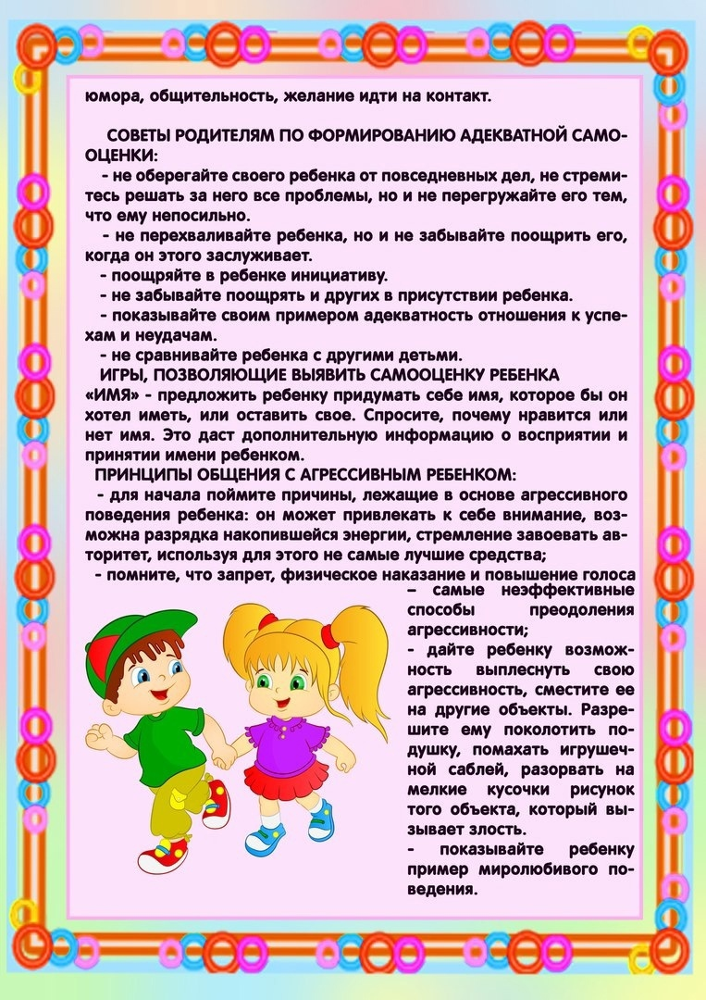 юмора, общительность, желание идти на контакт.
СОВЕТЫ РОДИТЕЛЯМ ПО ФОРМИРОВАНИЮ АДЕКВАТНОЙ САМО-
ОЦЕНКИ:
- не оберегайте своего ребенка от повседневных дел, не стреми-
тесь решать за него все проблемы, но и не перегружайте его тем,
что ему непосильно.
- не перехваливайте ребенка, но и не забывайте поощрить его,
когда он этого заслуживает.
- поощряйте в ребенке инициативу.
- не забывайте поощрять и других в присутствии ребенка.
- показывайте своим примером адекватность отношения к успе-
хам и неудачам.
- не сравнивайте ребенка с другими детьми.
ИГРЫ, ПОЗВОЛЯЮЩИЕ ВЫЯВИТЬ САМООЦЕНКУ РЕБЕНКА
«ИМЯ» - предложить ребенку придумать себе имя, которое бы он
хотел иметь, или оставить свое. Спросите, почему нравится или
нет имя. Это даст дополнительную информацию о восприятии и
принятии имени ребенком.
ПРИНЦИПЫ ОБЩЕНИЯ С АГРЕССИВНЫМ РЕБЕНКОМ:
- для начала поймите причины, лежащие в основе агрессивного
поведения ребенка: он может привлекать к себе внимание, воз-
можна разрядка накопившейся энергии, стремление завоевать ав-
торитет, используя для этого не самые лучшие средства;
- помните, что запрет, физическое наказание и повышение голоса
– самые неэффективные
способы преодоления
агрессивности;
- дайте ребенку возмож-
ность выплеснуть свою
агрессивность, сместите ее
на другие объекты. Разре-
шите ему поколотить по-
душку, помахать игрушеч-
ной саблей, разорвать на
мелкие кусочки рисунок
того объекта, который вы-
зывает злость.
- показывайте ребенку
пример миролюбивого по-
ведения.